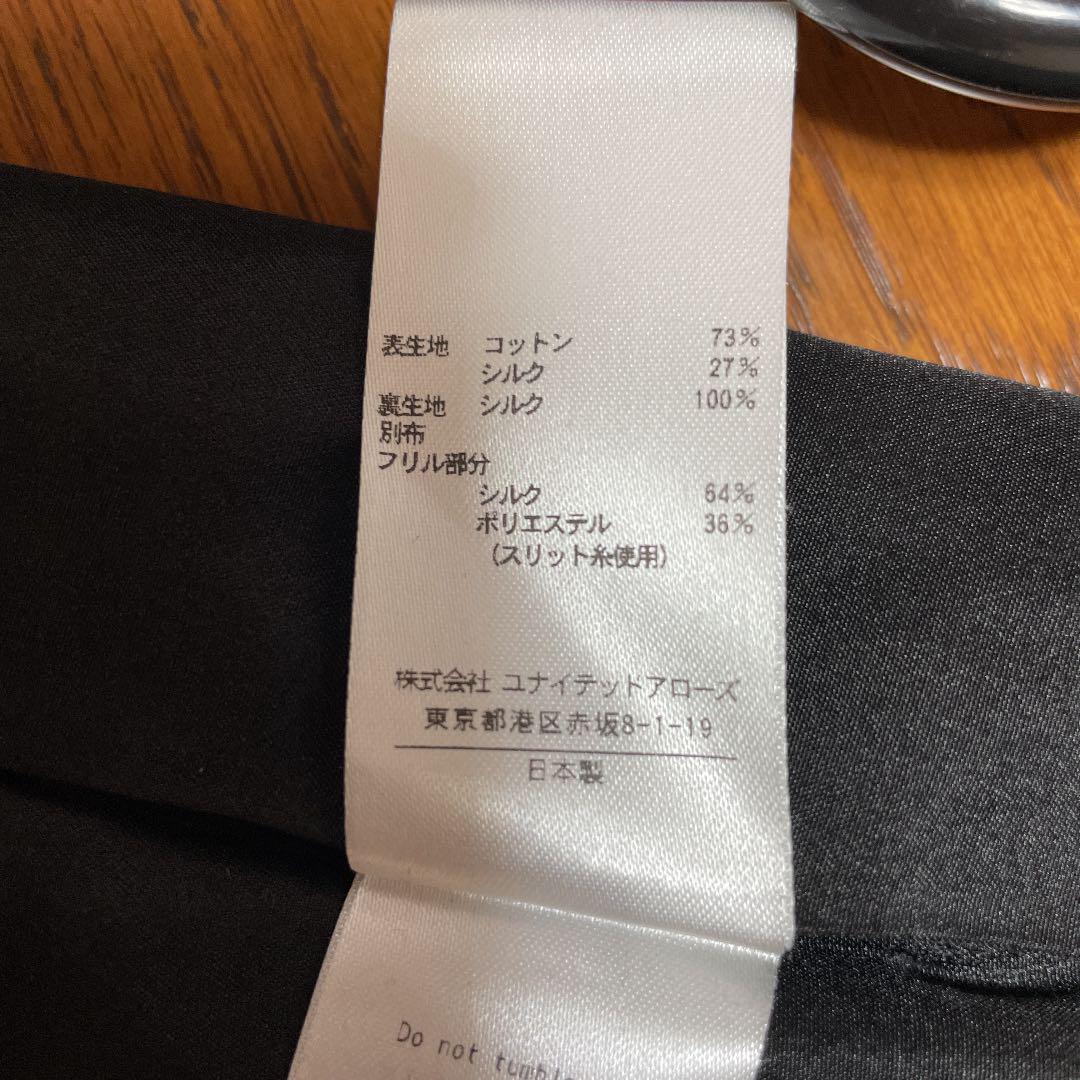 表生地 コットン 73%
シルク 27%
裏生地 シルク 100%
別布
フリル部分
シルク 64%
ポリエステル 36%
(スリット糸使用)
株式会社 ユナイテットアローズ
東京都港区赤坂8-1-19
日本製
Do not tumble